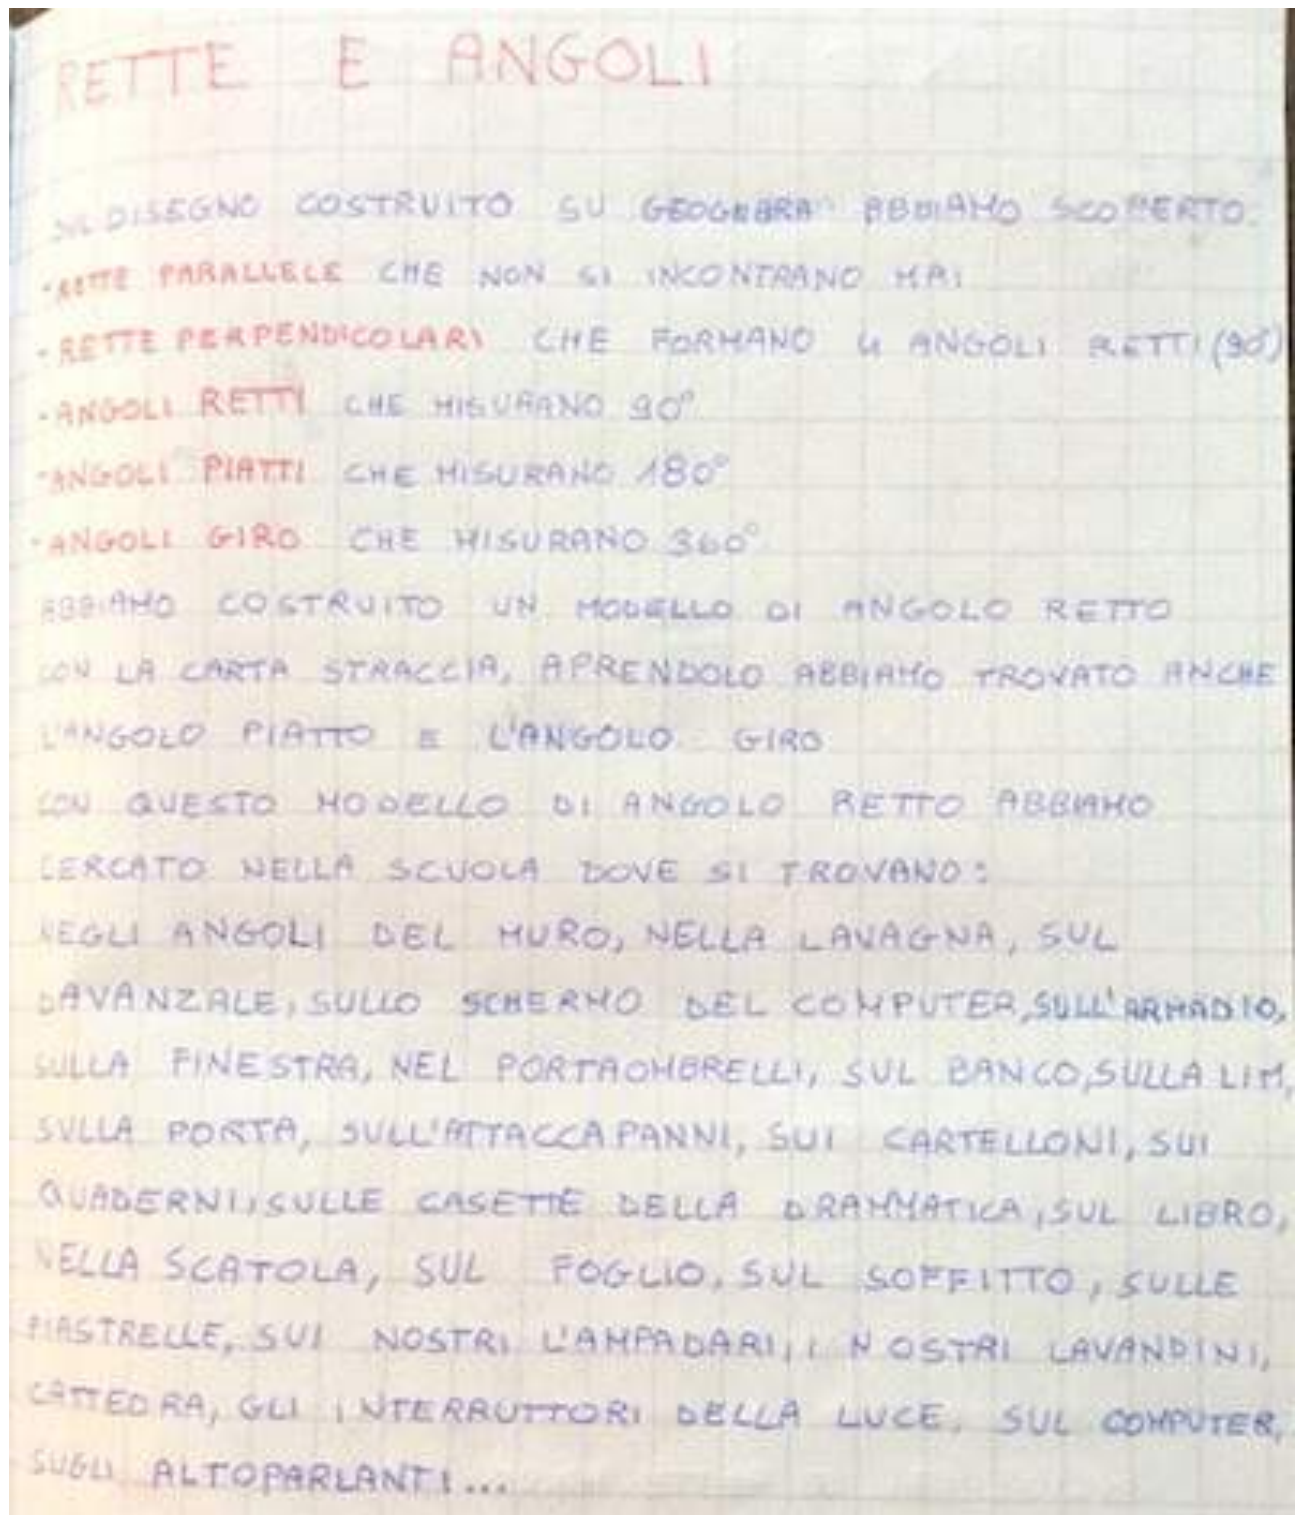 RETTE E ANGOLI
SUL DISEGNO COSTRUITO SU GEOGEBRA ABBIAMO SCOPERTO.
-RETTE PARALLELE CHE NON SI INCONTRANO MAI
-RETTE PERPENDICOLARI CHE FORMANO 4 ANGOLI RETTI (90°)
-ANGOLI RETTI CHE MISURANO 90°
-ANGOLI PIATTI CHE MISURANO 180°
-ANGOLI GIRO CHE MISURANO 360°
ABBIAMO COSTRUITO UN MODELLO DI ANGOLO RETTO
CON LA CARTA STRACCIA, APRENDOLO ABBIAMO TROVATO ANCHE
L'ANGOLO PIATTO E L'ANGOLO GIRO
CON QUESTO MODELLO DI ANGOLO RETTO ABBIAMO
CERCATO NELLA SCUOLA DOVE SI TROVANO:
NEGLI ANGOLI DEL MURO, NELLA LAVAGNA, SUL
DAVANZALE, SULLO SCHERMO DEL COMPUTER, SULL'ARMADIO,
SULLA FINESTRA, NEL PORTAOMBRELLI, SUL BANCO, SULLA LIM,
SULLA PORTA, SULL'ATTACCAPANNI, SUI CARTELLONI, SUI
QUADERNI, SULLE CASETTE DELLA DRAMMATICA, SUL LIBRO,
NELLA SCATOLA, SUL FOGLIO, SUL SOFFITTO, SULLE
PIASTRELLE, SUI NOSTRI L'AMPADARI, I NOSTRI LAVANDINI,
CATTEDRA, GLI INTERRUTTORI DELLA LUCE, SUL COMPUTER,
SUGLI ALTOPARLANTI...